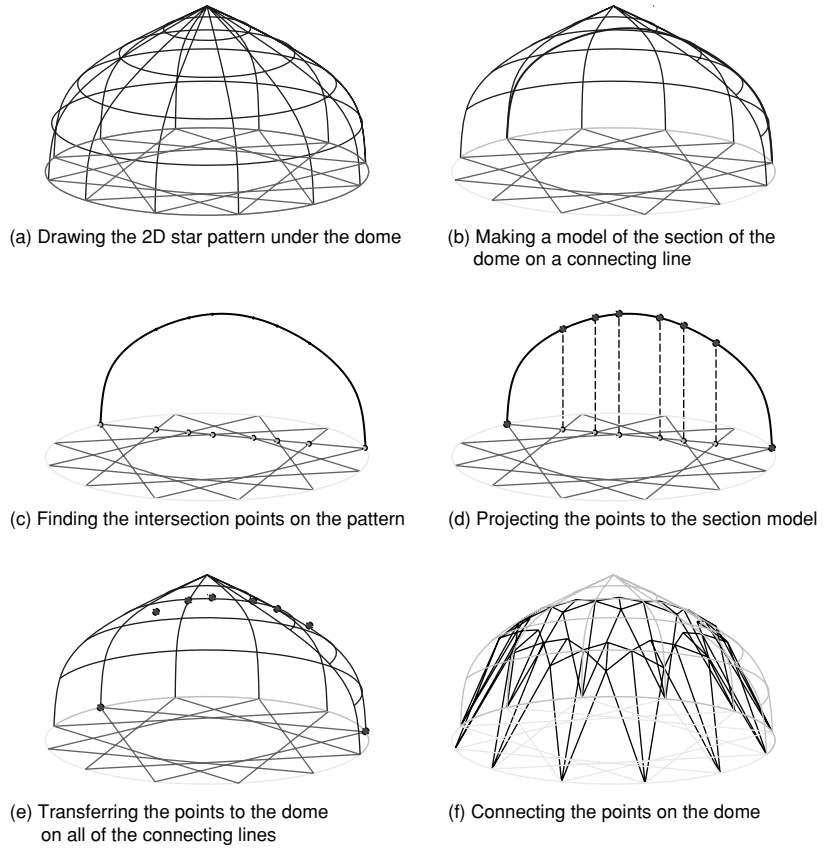 (a) Drawing the 2D star pattern under the dome
(b) Making a model of the section of the
dome on a connecting line
(c) Finding the intersection points on the pattern
(d) Projecting the points to the section model
(e) Transferring the points to the dome
on all of the connecting lines
(f) Connecting the points on the dome